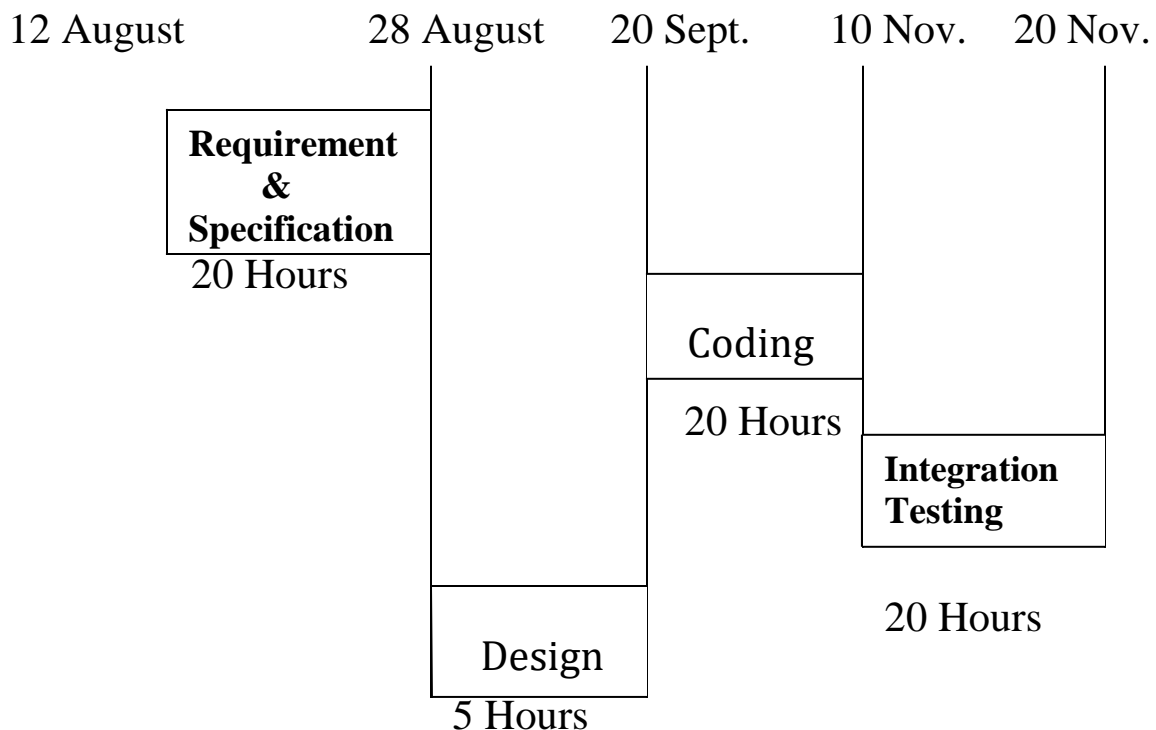 12 August 28 August 20 Sept. 10 Nov. 20 Nov.
Requirement
&
Specification
20 Hours
Coding
20 Hours
Integration
Testing
20 Hours
Design
5 Hours